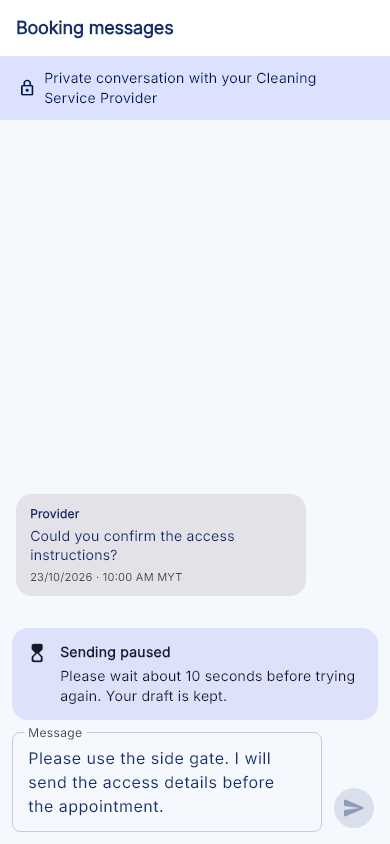 Booking messages
Private conversation with your Cleaning
Service Provider
Provider
Could you confirm the access
instructions?
23/10/2026 · 10:00 AM MYT
Sending paused
Please wait about 10 seconds before trying
again. Your draft is kept.
Message
Please use the side gate. I will
send the access details before
the appointment.